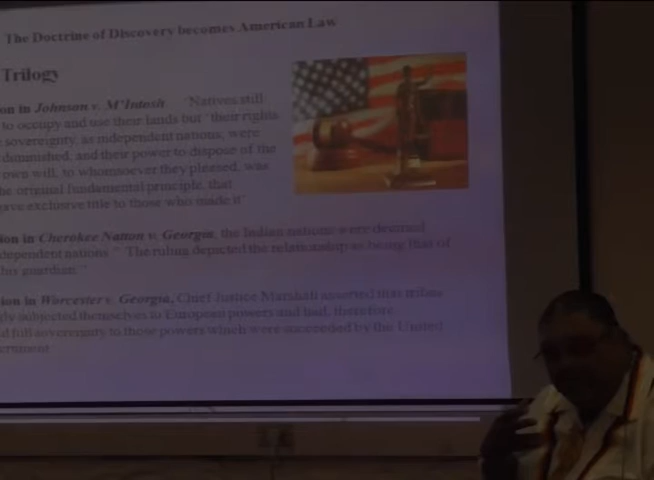 The Doctrine of Discovery becomes American Law
Trilogy
on in Johnson v. M'Intosh "Natives still
to occupy and use their lands but "their rights
sovereignty, as independent nations, were
diminished, and their power to dispose of the
own will, to whomsoever they pleased, was
he original fundamental principle, that
gave exclusive title to those who made it"
ion in Cherokee Nation v. Georgia, the Indian nations were deemed
dependent nations." "The ruling depicted the relationship as being that of
his guardian."
ion in Worcester v. Georgia, Chief Justice Marshall asserted tribes
gly subjected themselves to European powers and had, therefore
d full sovereignty to those powers which were succeeded by the United
ernment